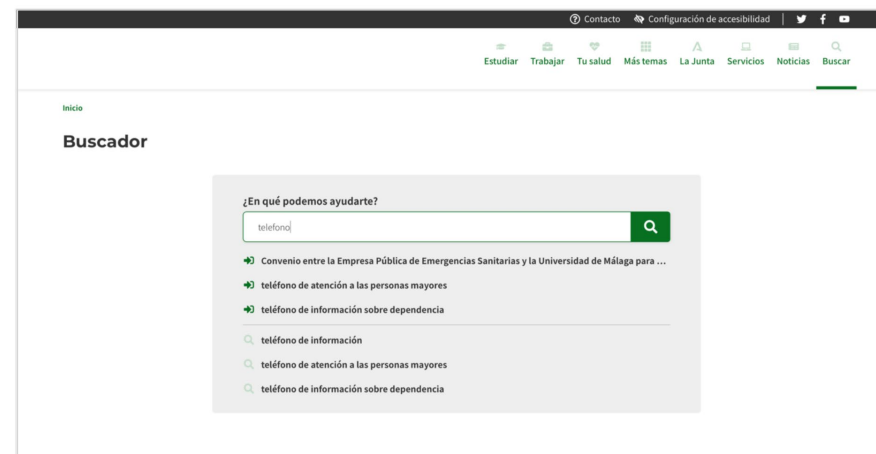 Contacto Configuración de accesibilidad
Estudiar Trabajar Tu salud Más temas La Junta Servicios Noticias Buscar
Inicio
Buscador
¿En qué podemos ayudarte?
telefono
Convenio entre la Empresa Pública de Emergencias Sanitarias y la Universidad de Málaga para ...
teléfono de atención a las personas mayores
teléfono de información sobre dependencia
teléfono de información
teléfono de atención a las personas mayores
teléfono de información sobre dependencia